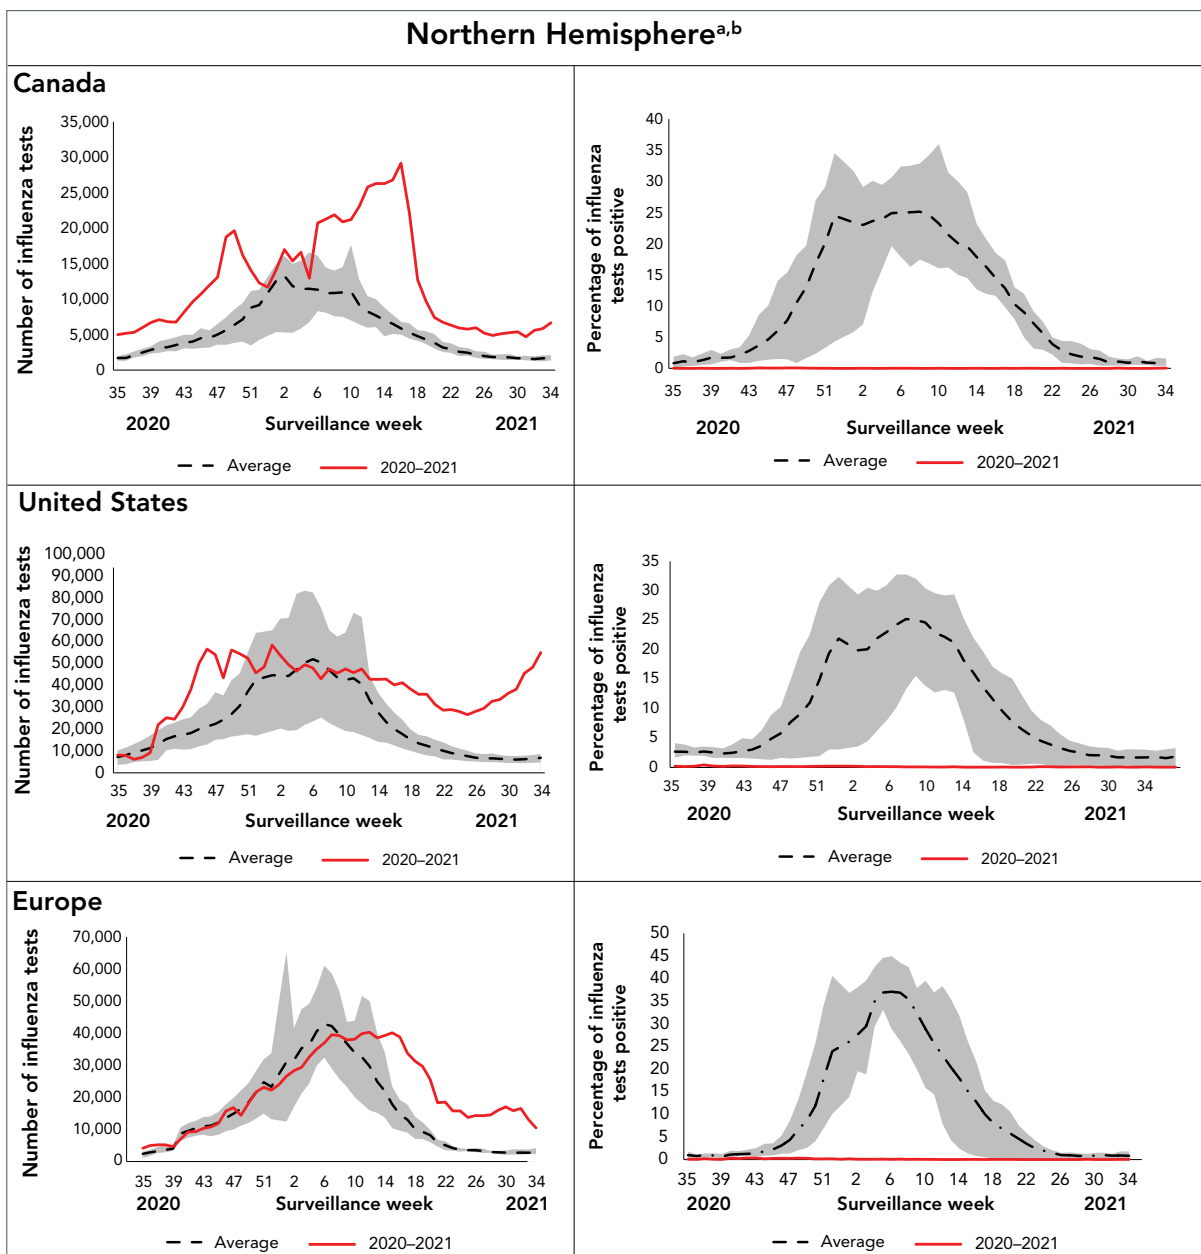 Northern Hemisphereᵃ,ᵇ
Canada
Number of influenza tests
35,000
30,000
25,000
20,000
15,000
10,000
5,000
0
35 39 43 47 51 2 6 10 14 18 22 26 30 34
2020 Surveillance week 2021
Average 2020–2021
Percentage of influenza
tests positive
40
35
30
25
20
15
10
5
0
35 39 43 47 51 2 6 10 14 18 22 26 30 34
2020 Surveillance week 2021
Average 2020–2021
United States
Number of influenza tests
100,000
90,000
80,000
70,000
60,000
50,000
40,000
30,000
20,000
10,000
0
35 39 43 47 51 2 6 10 14 18 22 26 30 34
2020 Surveillance week 2021
Average 2020–2021
Percentage of influenza
tests positive
35
30
25
20
15
10
5
0
35 39 43 47 51 2 6 10 14 18 22 26 30 34
2020 Surveillance week 2021
Average 2020–2021
Europe
Number of influenza tests
70,000
60,000
50,000
40,000
30,000
20,000
10,000
0
35 39 43 47 51 2 6 10 14 18 22 26 30 34
2020 Surveillance week 2021
Average 2020–2021
Percentage of influenza
tests positive
50
45
40
35
30
25
20
15
10
5
0
35 39 43 47 51 2 6 10 14 18 22 26 30 34
2020 Surveillance week 2021
Average 2020–2021